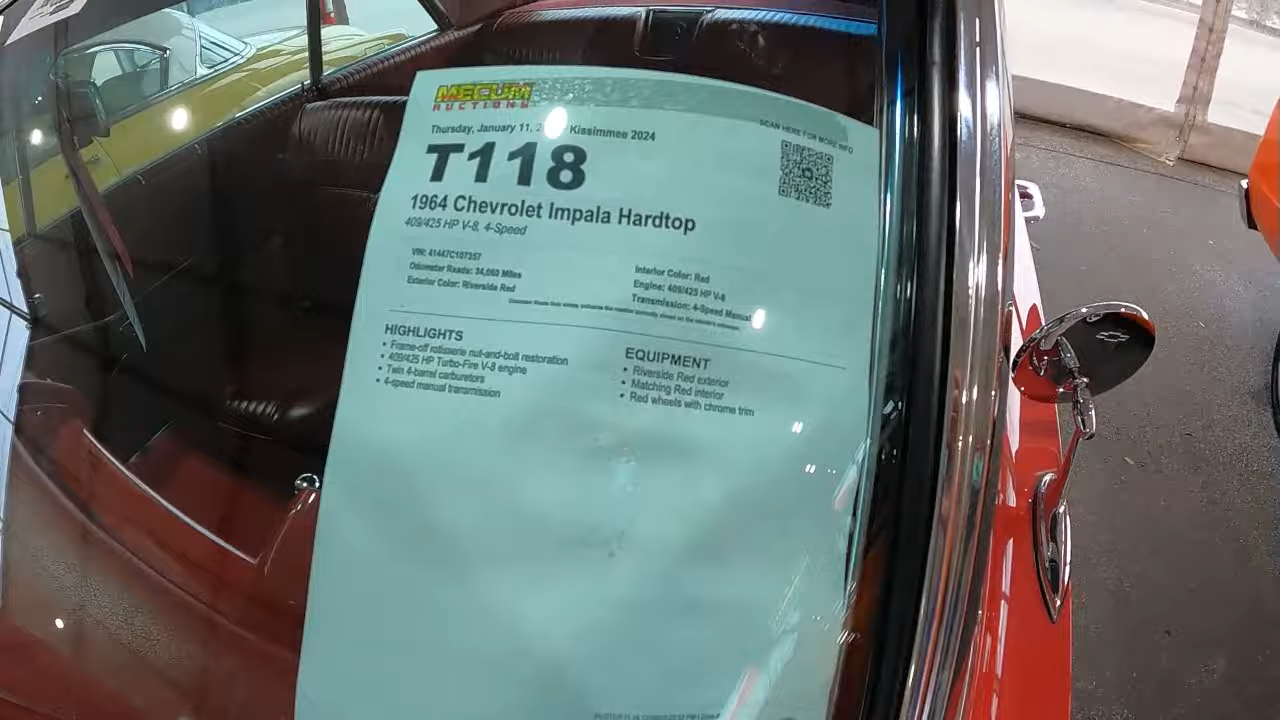 MECUM
AUCTIONS
SCAN HERE FOR MORE INFO
Thursday, January 11, Kissimmee 2024
T118
1964 Chevrolet Impala Hardtop
409/425 HP V-8, 4-Speed
VIN: 41447C107357
Odometer Reads: 34,060 Miles
Exterior Color: Riverside Red
Interior Color: Red
Engine: 409/425 HP V-8
Transmission: 4-Speed Manual
HIGHLIGHTS
• Frame-off rotisserie nut-and-bolt restoration
• 409/425 HP Turbo-Fire V-8 engine
• Twin 4-barrel carburetors
• 4-speed manual transmission
EQUIPMENT
• Riverside Red exterior
• Matching Red interior
• Red wheels with chrome trim